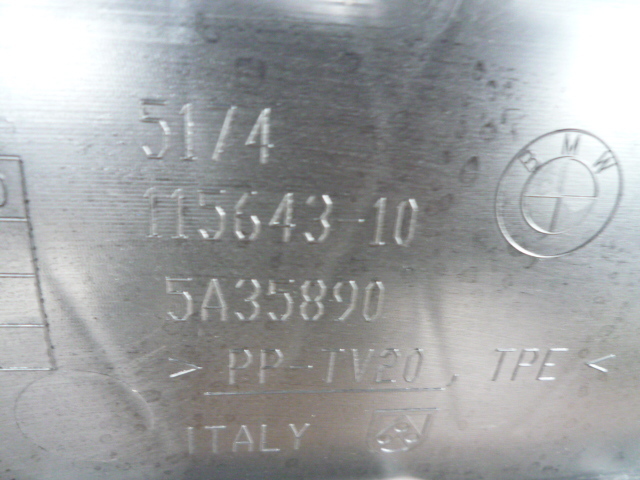 51/4
115643-10
BMW
5A35890
> PP-TV20, TPE <
ITALY